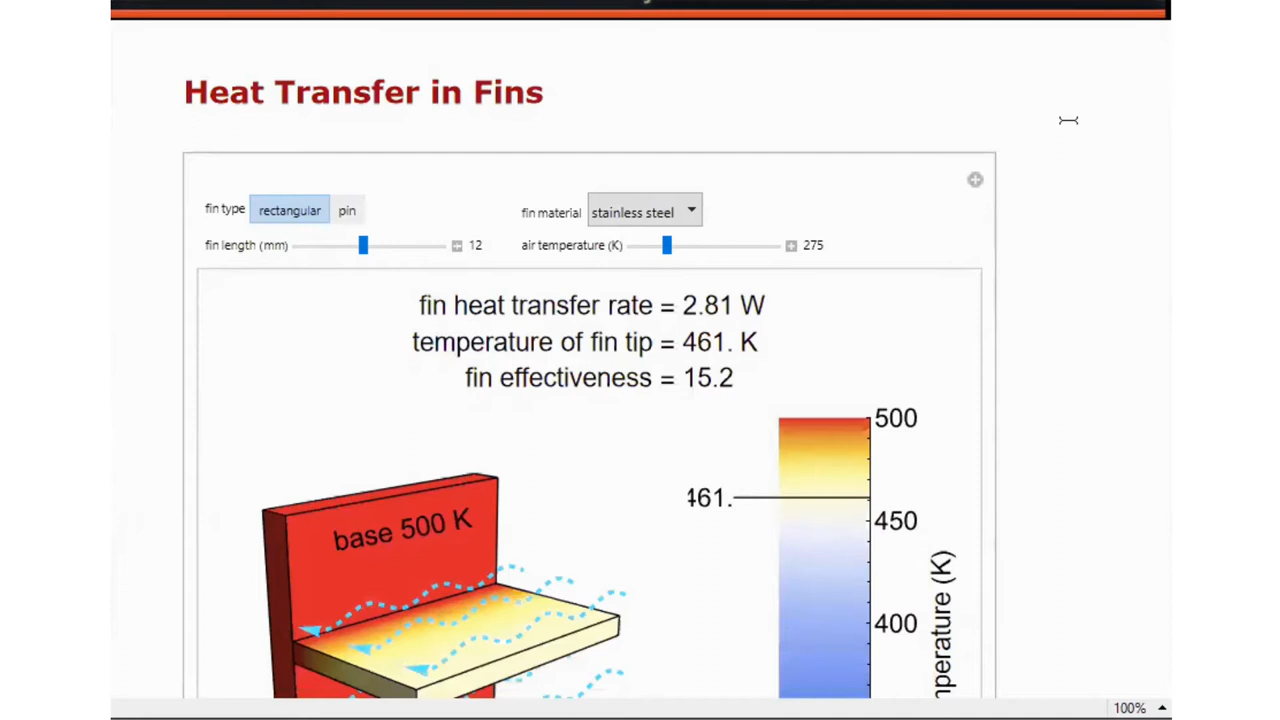 Heat Transfer in Fins
fin type rectangular pin
fin material stainless steel
fin length (mm) 12
air temperature (K) 275
fin heat transfer rate = 2.81 W
temperature of fin tip = 461. K
fin effectiveness = 15.2
500
461.
450
400
base 500 K
(K)
100%